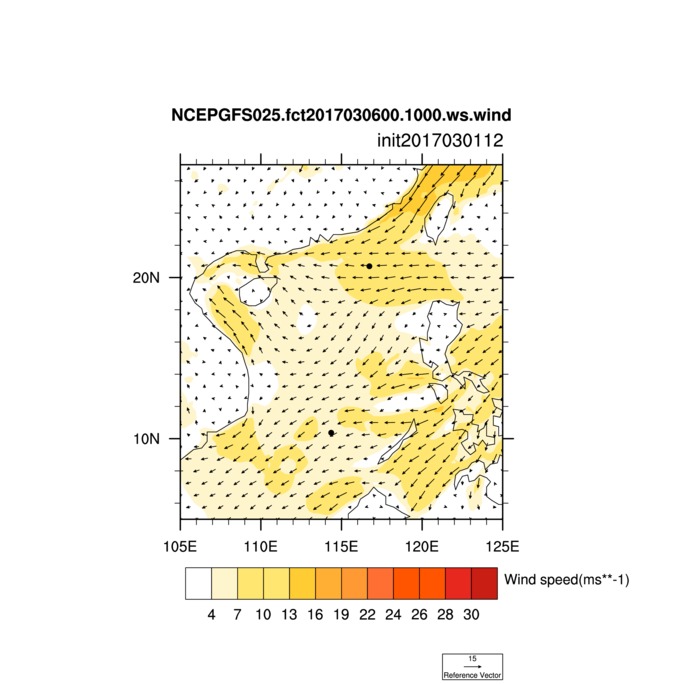 NCEPGFS025.fct2017030600.1000.ws.wind
init2017030112
20N
10N
105E 110E 115E 120E 125E
Wind speed(ms**-1)
4 7 10 13 16 19 22 24 26 28 30
15
Reference Vector